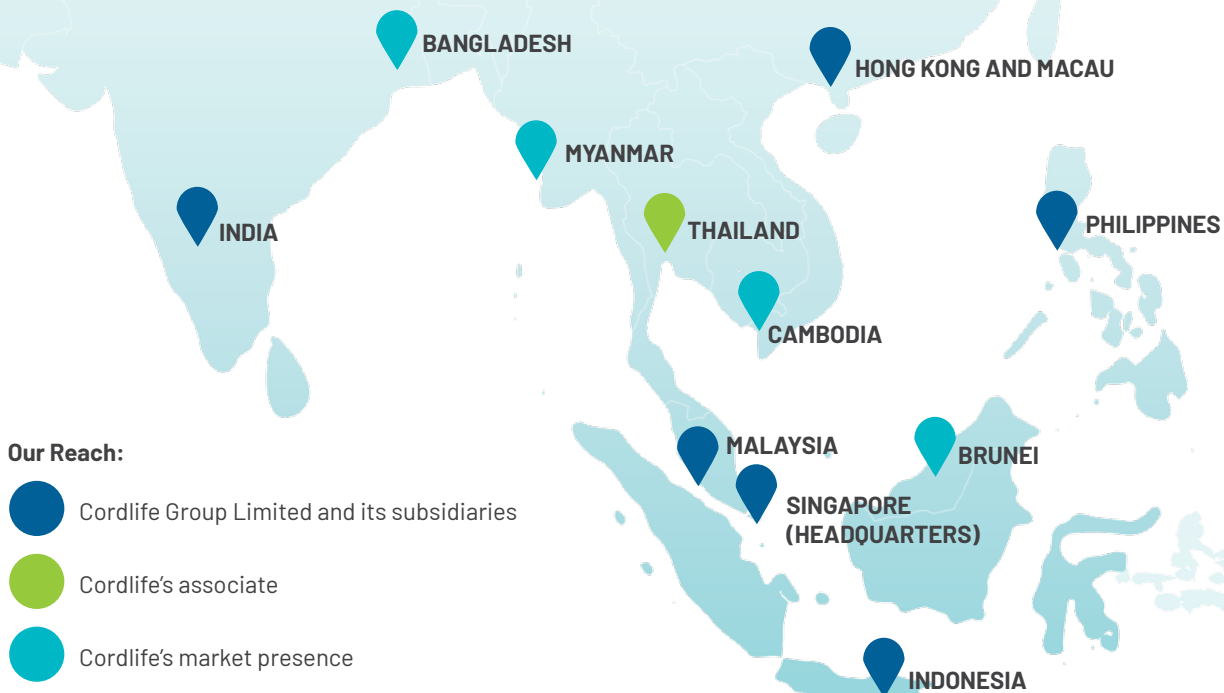 BANGLADESH
HONG KONG AND MACAU
MYANMAR
INDIA
THAILAND
PHILIPPINES
CAMBODIA
MALAYSIA
BRUNEI
SINGAPORE
(HEADQUARTERS)
INDONESIA
Our Reach:
Cordlife Group Limited and its subsidiaries
Cordlife's associate
Cordlife's market presence